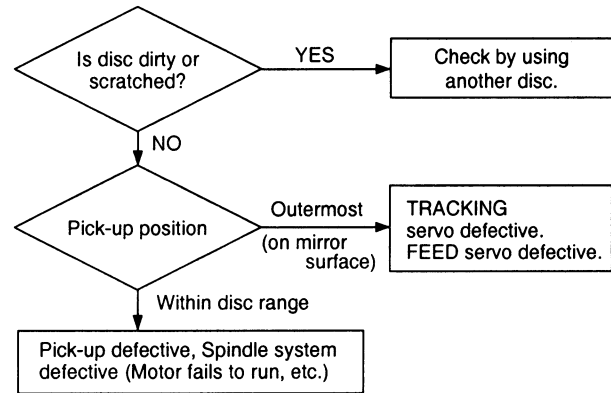 Is disc dirty or
scratched?
YES
Check by using
another disc.
NO
Pick-up position
Outermost
(on mirror
surface)
TRACKING
servo defective.
FEED servo defective.
Within disc range
Pick-up defective, Spindle system
defective (Motor fails to run, etc.)